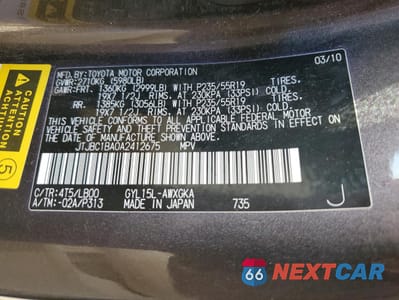 MFD.BY:TOYOTA MOTOR CORPORATION 03/10
GVWR:2710KG (5980LB)
GAWR:FRT. 1360KG (2999LB) WITH P235/55R19 TIRES,
19X7 1/2J RIMS, AT 230KPA (33PSI) COLD.
RR. 1385KG (3056LB) WITH P235/55R19 TIRES,
19X7 1/2J RIMS, AT 230KPA (33PSI) COLD.
THIS VEHICLE CONFORMS TO ALL APPLICABLE
FEDERAL MOTOR VEHICLE SAFETY
STANDARDS IN EFFECT ON THE DATE OF
MANUFACTURE SHOWN ABOVE.
JTJBC1BA0A2412675 MPV
C/TR:4T5/LB00 GYL15L-AWXGKA
A/TM:-02A/P313 MADE IN JAPAN 735
J
ATTENTION
5
66 NEXTCAR